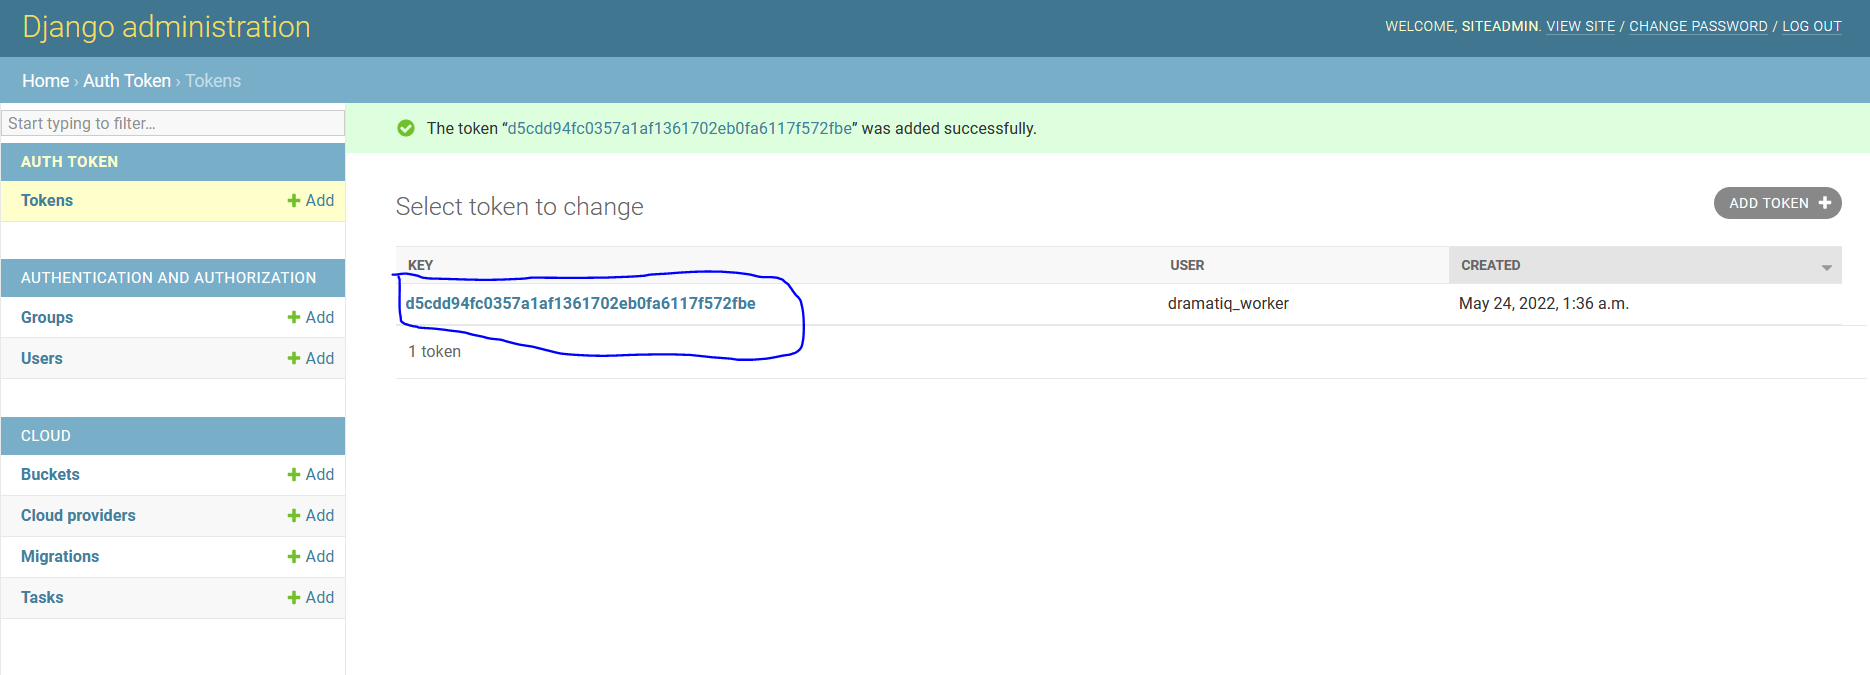 Django administration
WELCOME, SITEADMIN. VIEW SITE / CHANGE PASSWORD / LOG OUT
Home › Auth Token › Tokens
Start typing to filter...
AUTH TOKEN
Tokens + Add
AUTHENTICATION AND AUTHORIZATION
Groups + Add
Users + Add
CLOUD
Buckets + Add
Cloud providers + Add
Migrations + Add
Tasks + Add
The token “d5cdd94fc0357a1af1361702eb0fa6117f572fbe” was added successfully.
Select token to change
ADD TOKEN +
KEY USER CREATED
d5cdd94fc0357a1af1361702eb0fa6117f572fbe dramatiq_worker May 24, 2022, 1:36 a.m.
1 token